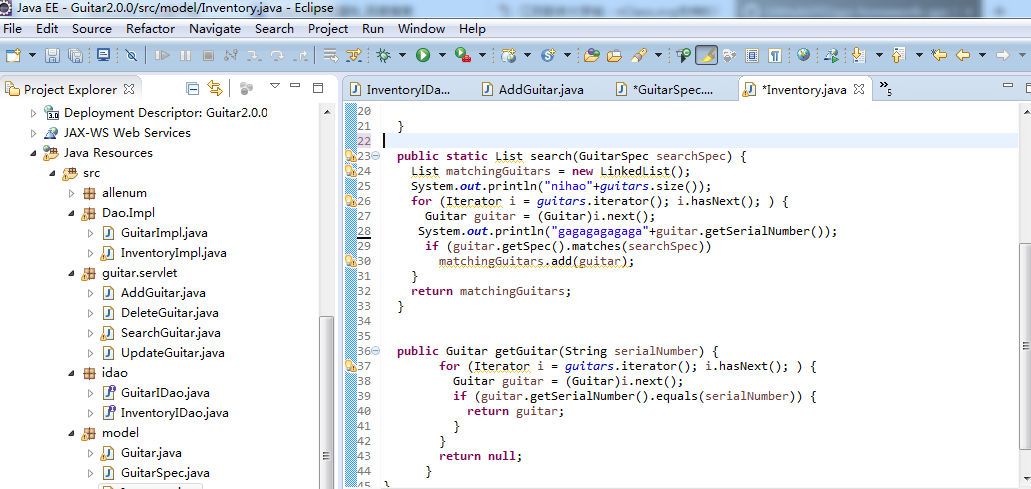 Java EE - Guitar2.0.0/src/model/Inventory.java - Eclipse
File Edit Source Refactor Navigate Search Project Run Window Help
Project Explorer
Deployment Descriptor: Guitar2.0.0
JAX-WS Web Services
Java Resources
src
allenum
Dao.Impl
GuitarImpl.java
InventoryImpl.java
guitar.servlet
AddGuitar.java
DeleteGuitar.java
SearchGuitar.java
UpdateGuitar.java
idao
GuitarIDao.java
InventoryIDao.java
model
Guitar.java
GuitarSpec.java
InventoryIDa... AddGuitar.java *GuitarSpec.... *Inventory.java »5
20
21 }
22
23 public static List search(GuitarSpec searchSpec) {
24 List matchingGuitars = new LinkedList();
25 System.out.println("nihao"+guitars.size());
26 for (Iterator i = guitars.iterator(); i.hasNext(); ) {
27 Guitar guitar = (Guitar)i.next();
28 System.out.println("gagagagagaga"+guitar.getSerialNumber());
29 if (guitar.getSpec().matches(searchSpec))
30 matchingGuitars.add(guitar);
31 }
32 return matchingGuitars;
33 }
34
35
36 public Guitar getGuitar(String serialNumber) {
37 for (Iterator i = guitars.iterator(); i.hasNext(); ) {
38 Guitar guitar = (Guitar)i.next();
39 if (guitar.getSerialNumber().equals(serialNumber)) {
40 return guitar;
41 }
42 }
43 return null;
44 }
45 }